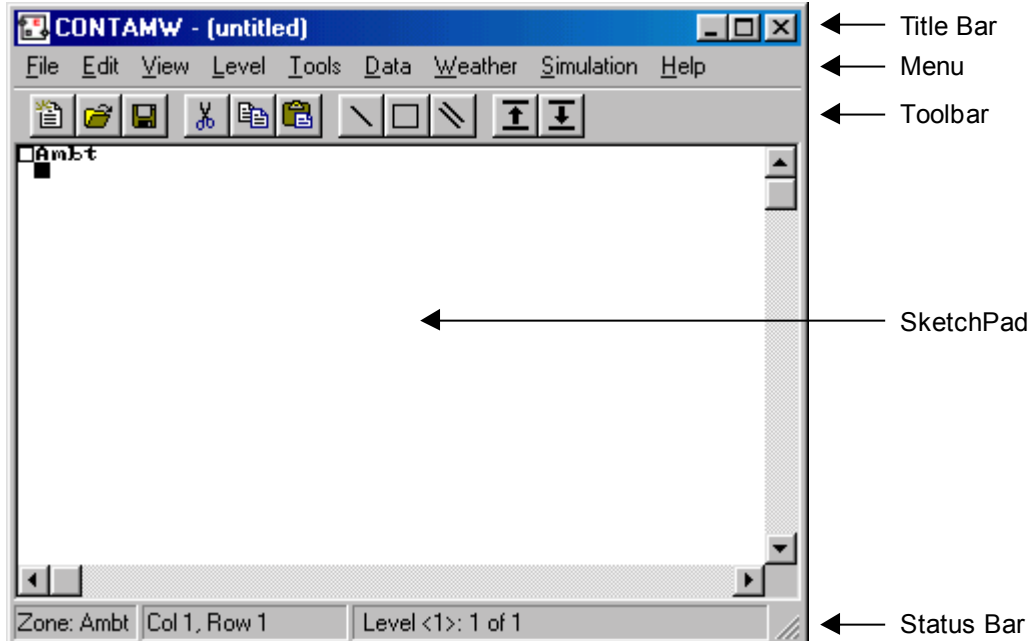 CONTAMW - (untitled) Title Bar
File Edit View Level Tools Data Weather Simulation Help Menu
Toolbar
Ambt
SketchPad
Zone: Ambt Col 1, Row 1 Level <1>: 1 of 1 Status Bar